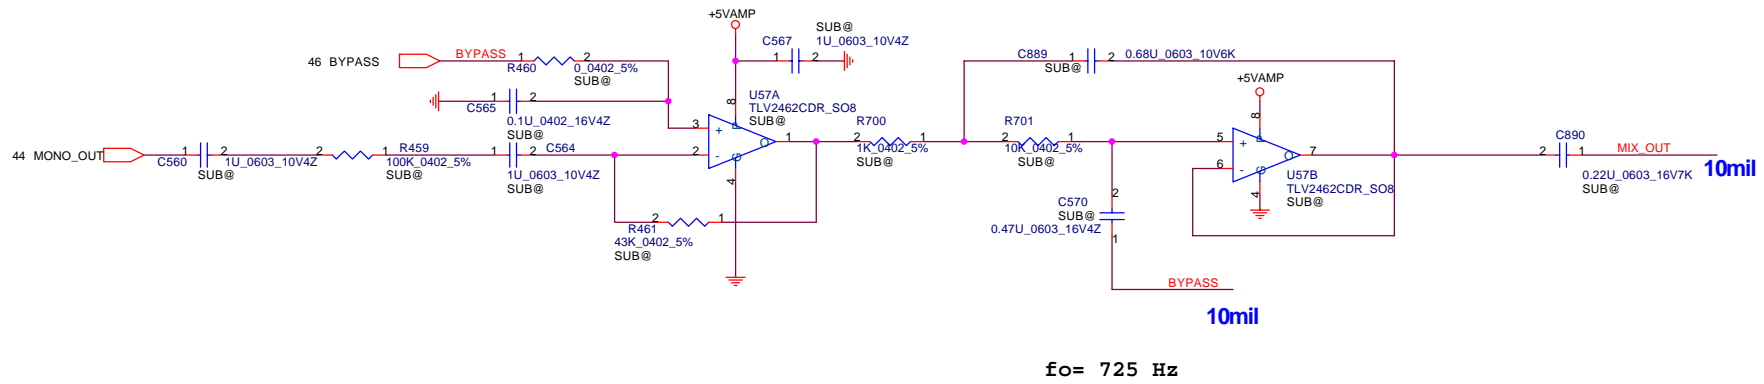 +5VAMP
SUB@
C567
1U_0603_10V4Z
1
2
46 BYPASS
BYPASS
1
2
R460
0_0402_5%
SUB@
C889
1
2
0.68U_0603_10V6K
SUB@
+5VAMP
1
2
C565
0.1U_0402_16V4Z
SUB@
8
U57A
TLV2462CDR_SO8
SUB@
3
+
2
-
1
O
P
G
4
R700
2
1
1K_0402_5%
SUB@
R701
2
1
10K_0402_5%
SUB@
8
5
+
6
-
7
O
P
G
4
U57B
TLV2462CDR_SO8
SUB@
C890
2
1
MIX_OUT
10mil
0.22U_0603_16V7K
SUB@
44 MONO_OUT
1
2
C560
1U_0603_10V4Z
SUB@
2
1
R459
100K_0402_5%
SUB@
1
2
C564
1U_0603_10V4Z
SUB@
2
1
R461
43K_0402_5%
SUB@
2
C570
SUB@
0.47U_0603_16V4Z
1
BYPASS
10mil
fo= 725 Hz